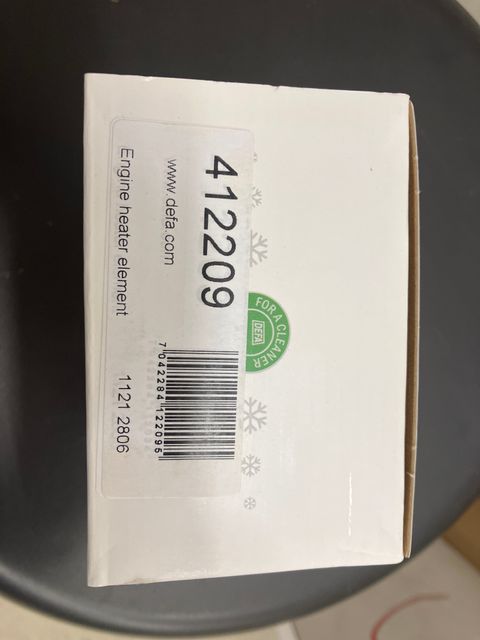 412209
www.defa.com
7 042284 122095
Engine heater element 1121 2806
FOR A CLEANER
DEFA